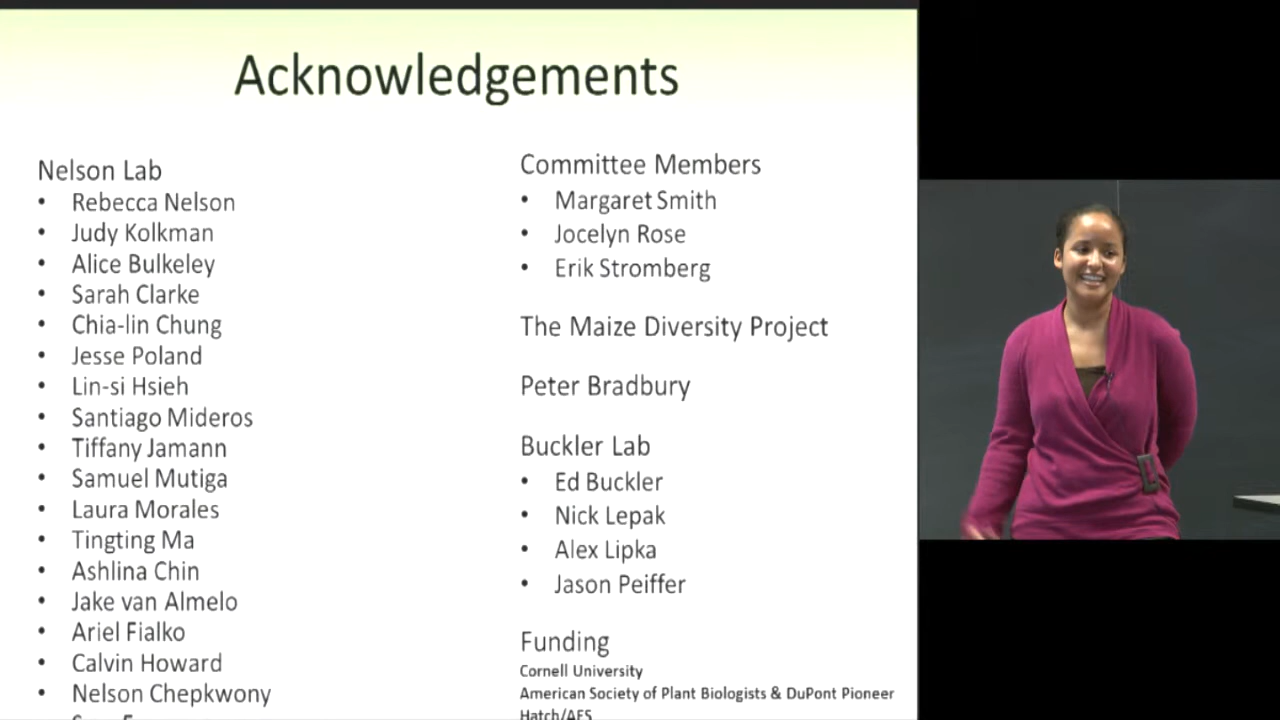 Acknowledgements
Nelson Lab
• Rebecca Nelson
• Judy Kolkman
• Alice Bulkeley
• Sarah Clarke
• Chia-lin Chung
• Jesse Poland
• Lin-si Hsieh
• Santiago Mideros
• Tiffany Jamann
• Samuel Mutiga
• Laura Morales
• Tingting Ma
• Ashlina Chin
• Jake van Almelo
• Ariel Fialko
• Calvin Howard
• Nelson Chepkwony
Committee Members
• Margaret Smith
• Jocelyn Rose
• Erik Stromberg
The Maize Diversity Project
Peter Bradbury
Buckler Lab
• Ed Buckler
• Nick Lepak
• Alex Lipka
• Jason Peiffer
Funding
Cornell University
American Society of Plant Biologists & DuPont Pioneer
Hatch/AES